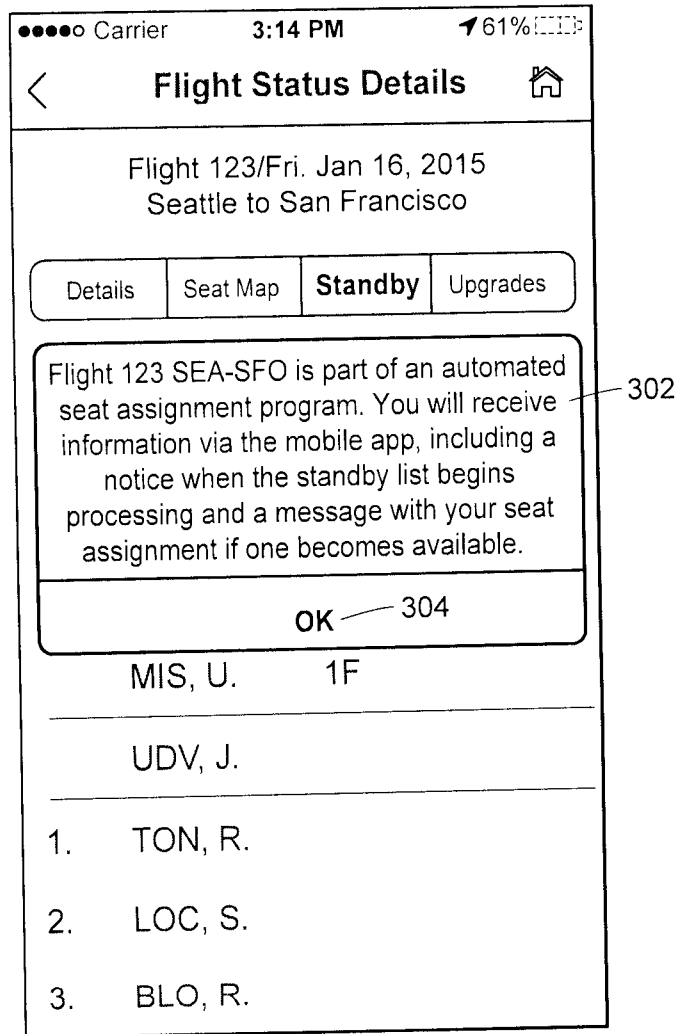 Carrier 3:14 PM 61%
Flight Status Details
Flight 123/Fri. Jan 16, 2015
Seattle to San Francisco
Details Seat Map Standby Upgrades
Flight 123 SEA-SFO is part of an automated
seat assignment program. You will receive
information via the mobile app, including a
notice when the standby list begins
processing and a message with your seat
assignment if one becomes available.
302
OK 304
MIS, U. 1F
UDV, J.
1. TON, R.
2. LOC, S.
3. BLO, R.